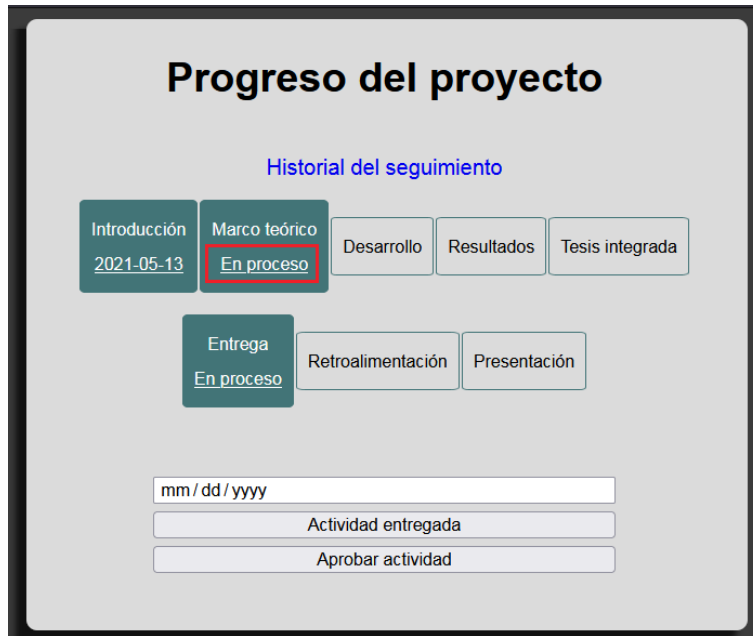 Progreso del proyecto
Historial del seguimiento
Introducción
2021-05-13
Marco teórico
En proceso
Desarrollo
Resultados
Tesis integrada
Entrega
En proceso
Retroalimentación
Presentación
mm/dd/yyyy
Actividad entregada
Aprobar actividad